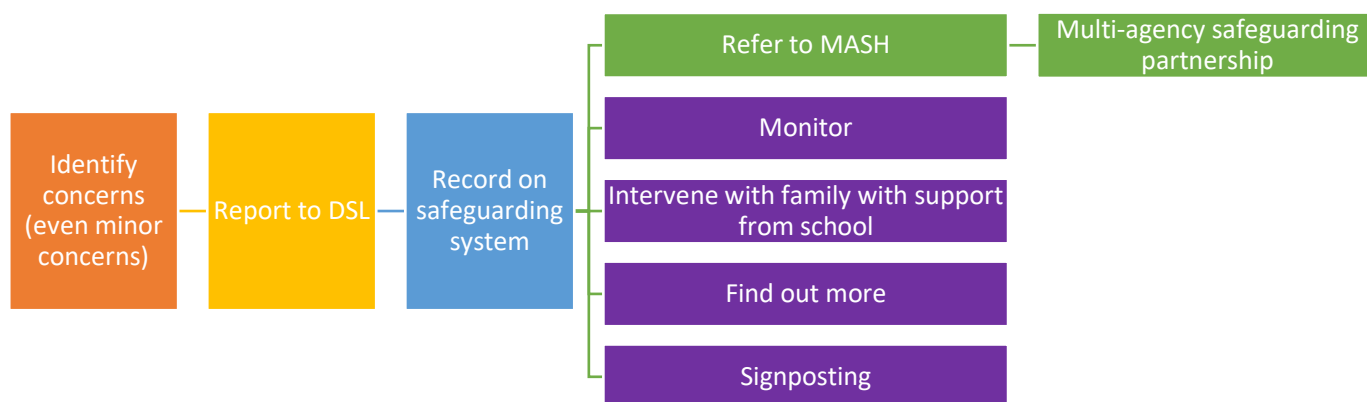 Identify
concerns
(even minor
concerns)
Report to DSL
Record on
safeguarding
system
Refer to MASH
Multi-agency safeguarding
partnership
Monitor
Intervene with family with support
from school
Find out more
Signposting